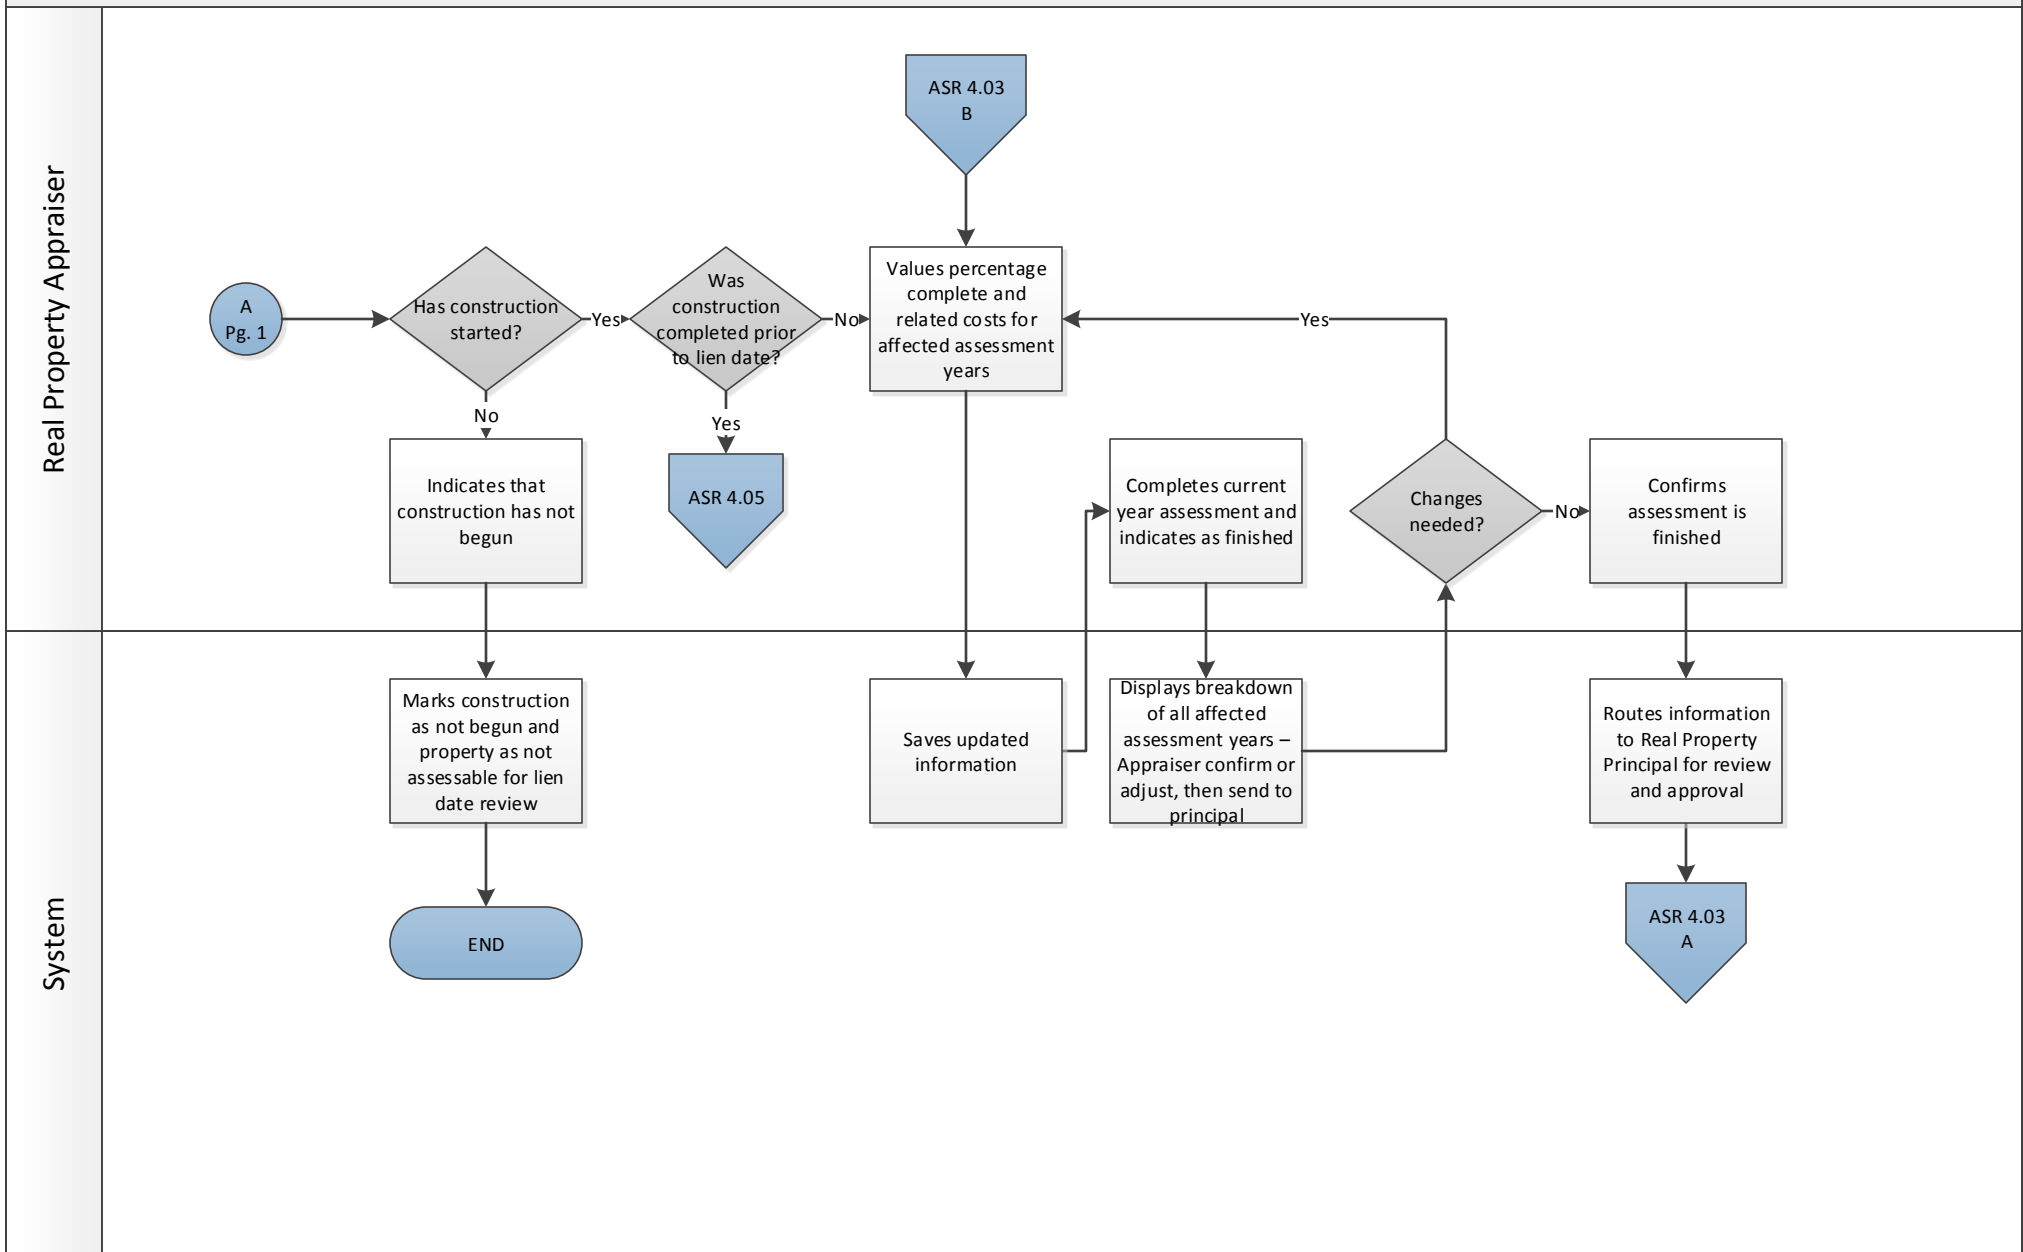 Real Property Appraiser
ASR 4.03
B
A
Pg. 1
Has construction
started?
Yes
Was
construction
completed prior
to lien date?
No
Values percentage
complete and
related costs for
affected assessment
years
Yes
No
Yes
Indicates that
construction has not
begun
ASR 4.05
Completes current
year assessment and
indicates as finished
Changes
needed?
No
Confirms
assessment is
finished
System
Marks construction
as not begun and
property as not
assessable for lien
date review
Saves updated
information
Displays breakdown
of all affected
assessment years –
Appraiser confirm or
adjust, then send to
principal
Routes information
to Real Property
Principal for review
and approval
END
ASR 4.03
A